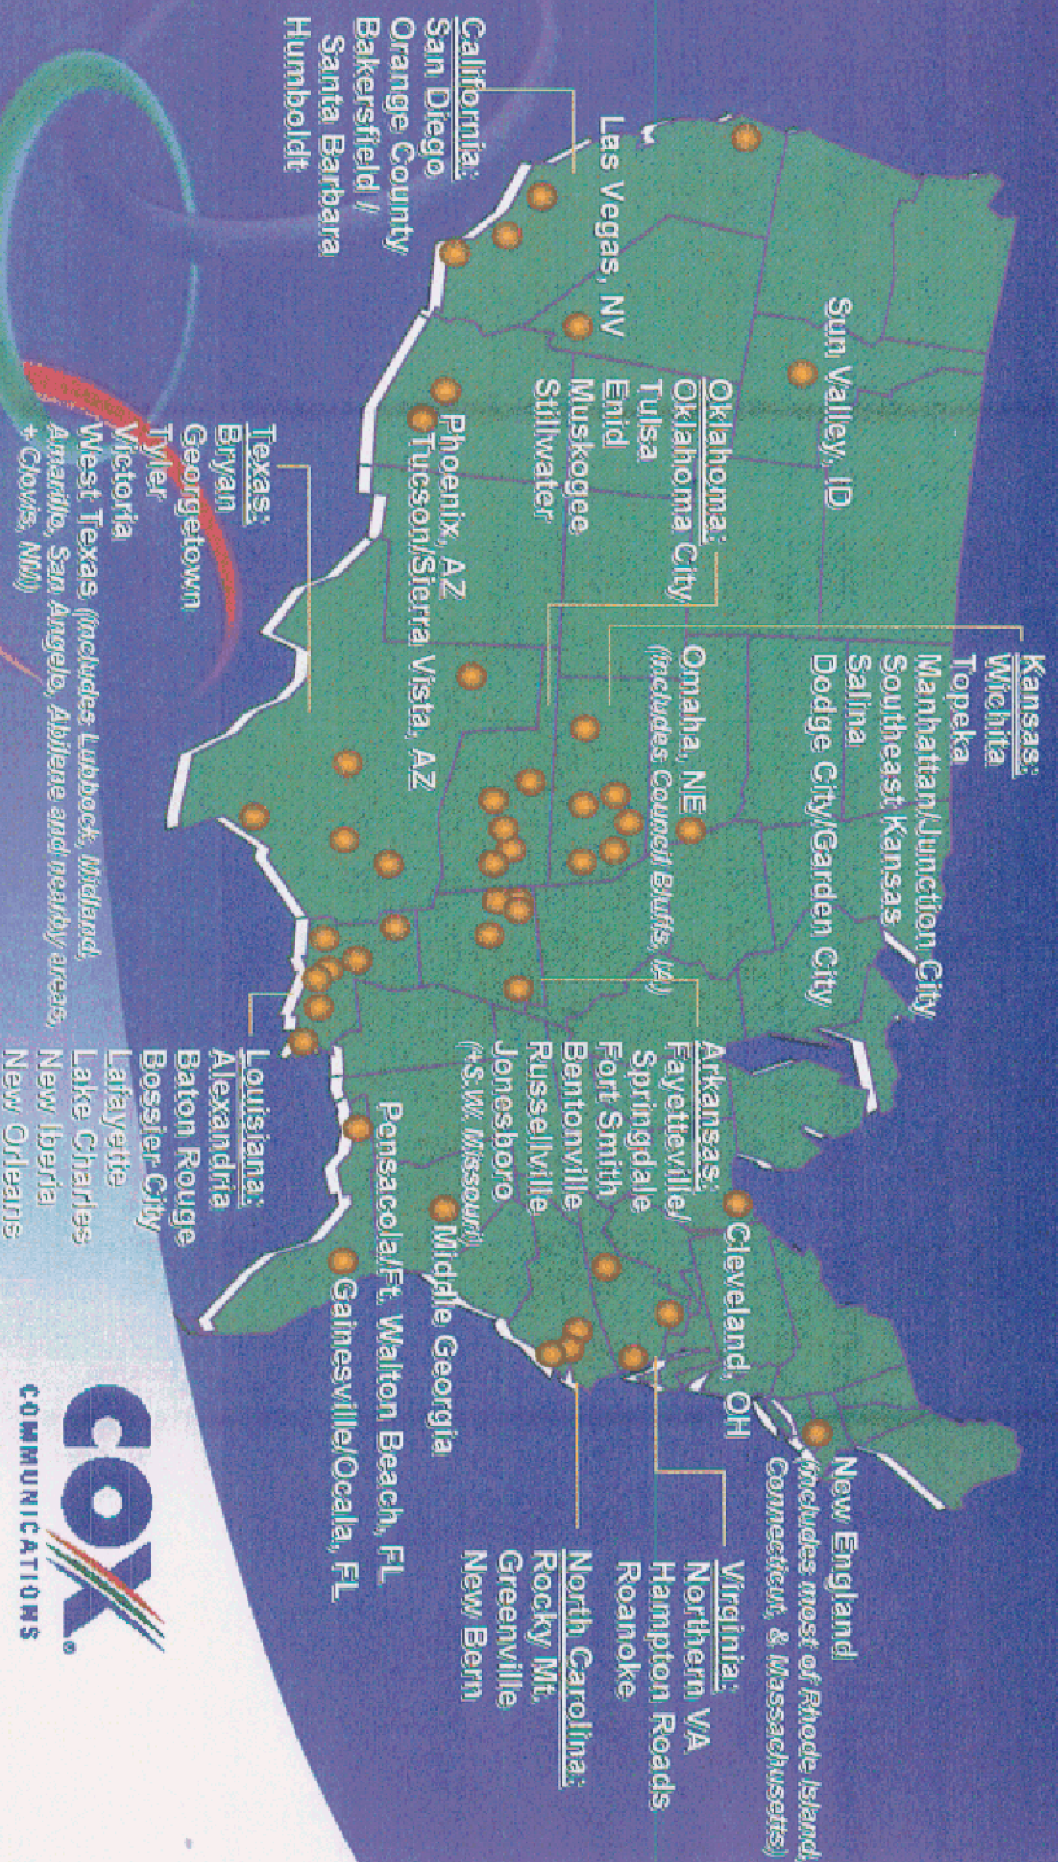 Kansas:
Wichita
Topeka
Manhattan/Junction City
Southeast Kansas
Salina
Dodge City/Garden City
Sun Valley, ID
New England
(includes most of Rhode Island,
Connecticut, & Massachusetts)
Omaha, NE
(includes Council Bluffs, IA)
Cleveland, OH
Oklahoma:
Oklahoma City
Tulsa
Enid
Muskogee
Stillwater
Arkansas:
Fayetteville/
Springdale
Fort Smith
Bentonville
Russellville
Jonesboro
(+S.W. Missouri)
Virginia:
Northern VA
Hampton Roads
Roanoke
Las Vegas, NV
North Carolina:
Rocky Mt.
Greenville
New Bern
California:
San Diego
Orange County
Bakersfield /
Santa Barbara
Humboldt
Phoenix, AZ
Tucson/Sierra Vista, AZ
Middle Georgia
Pensacola/Ft. Walton Beach, FL
Gainesville/Ocala, FL
Texas:
Bryan
Georgetown
Tyler
Victoria
West Texas (includes Lubbock, Midland,
Amarillo, San Angelo, Abilene and nearby areas,
+ Clovis, NM)
Louisiana:
Alexandria
Baton Rouge
Bossier City
Lafayette
Lake Charles
New Iberia
New Orleans
COX®
COMMUNICATIONS